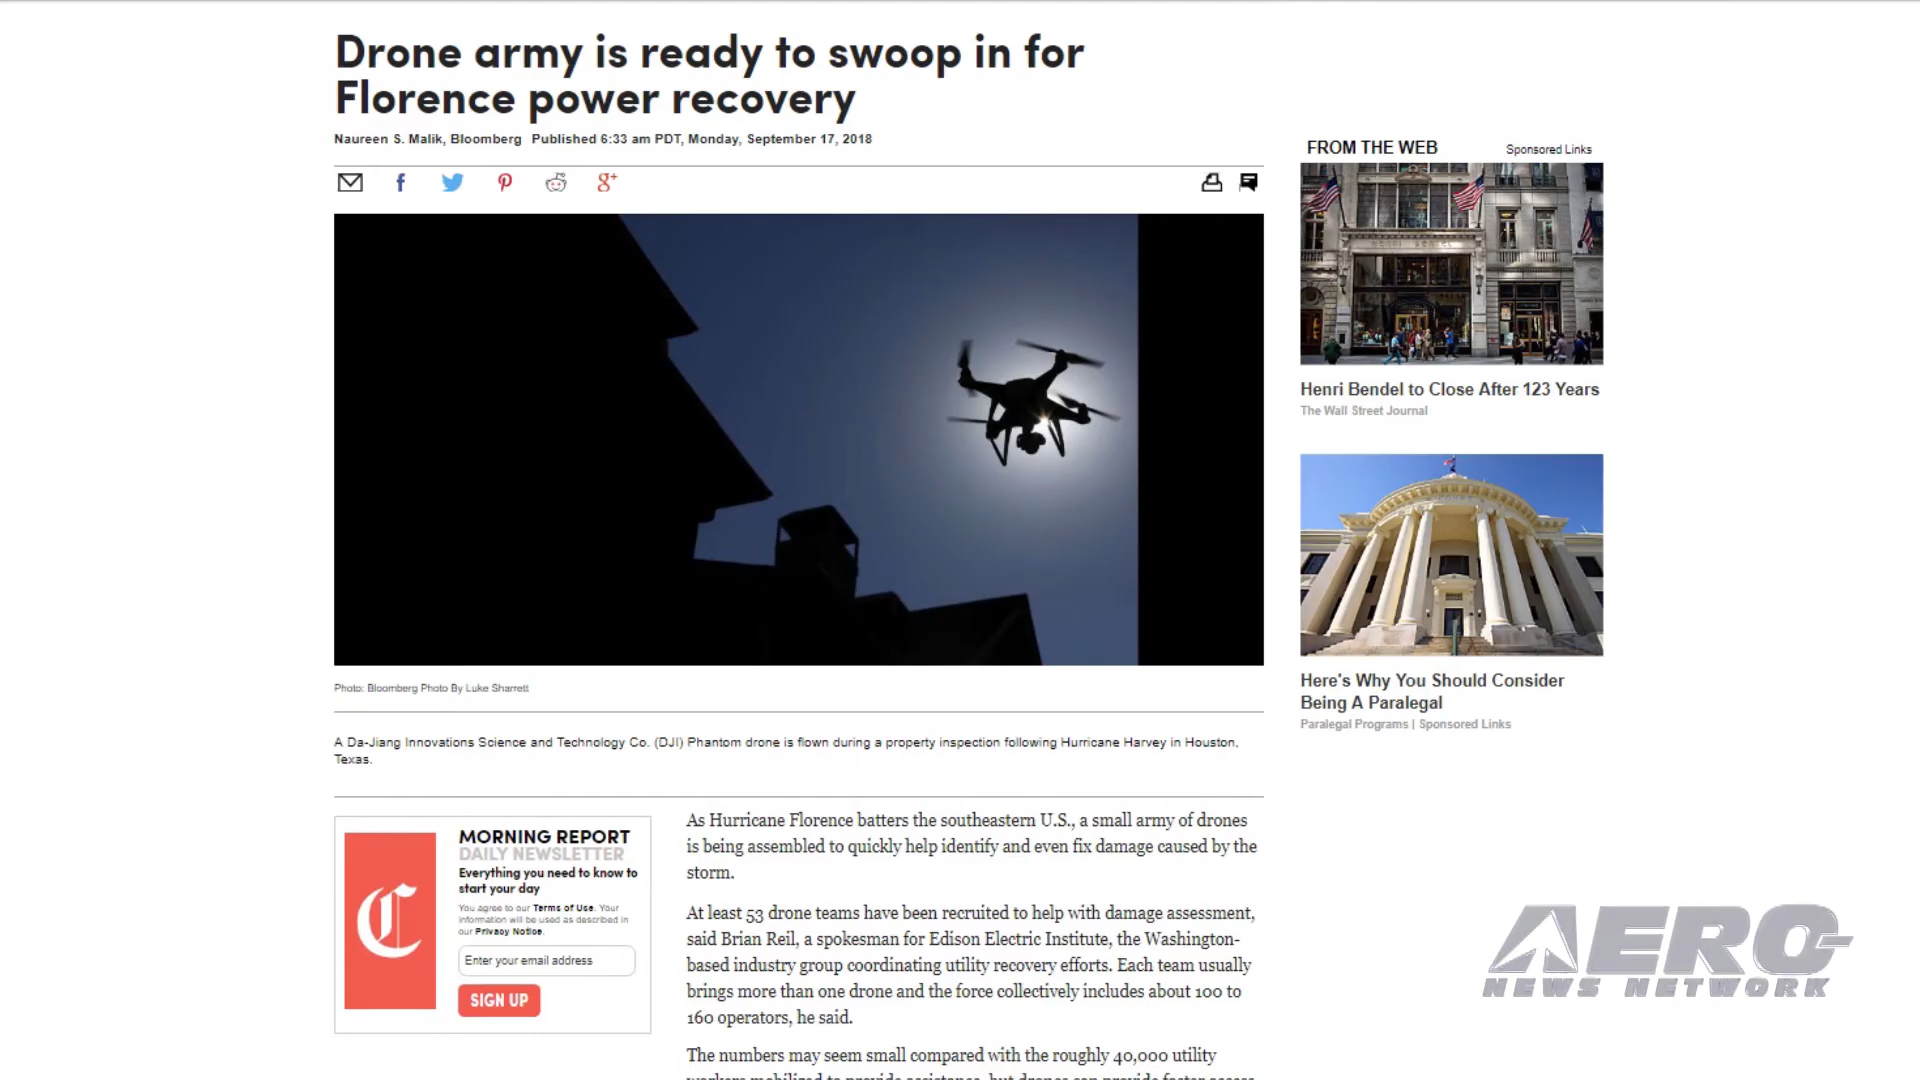 Drone army is ready to swoop in for
Florence power recovery
Naureen S. Malik, Bloomberg Published 6:33 am PDT, Monday, September 17, 2018
FROM THE WEB
Sponsored Links
Henri Bendel to Close After 123 Years
The Wall Street Journal
Here's Why You Should Consider
Being A Paralegal
Paralegal Programs | Sponsored Links
Photo: Bloomberg Photo By Luke Sharrett
A Da-Jiang Innovations Science and Technology Co. (DJI) Phantom drone is flown during a property inspection following Hurricane Harvey in Houston,
Texas.
C
MORNING REPORT
DAILY NEWSLETTER
Everything you need to know to
start your day
You agree to our Terms of Use. Your
information will be used as described in
our Privacy Notice.
Enter your email address
SIGN UP
As Hurricane Florence batters the southeastern U.S., a small army of drones
is being assembled to quickly help identify and even fix damage caused by the
storm.
At least 53 drone teams have been recruited to help with damage assessment,
said Brian Reil, a spokesman for Edison Electric Institute, the Washington-
based industry group coordinating utility recovery efforts. Each team usually
brings more than one drone and the force collectively includes about 100 to
160 operators, he said.
The numbers may seem small compared with the roughly 40,000 utility
AERO-
NEWS NETWORK